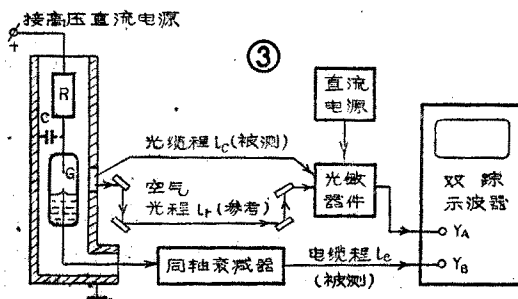 接高压直流电源
+
③
R
C
G
直流
电源
光缆程 lc (被测)
空气
光程 lr (参考)
光敏
器件
双踪
示波器
YA
YB
同轴衰减器
电缆程 le
(被测)